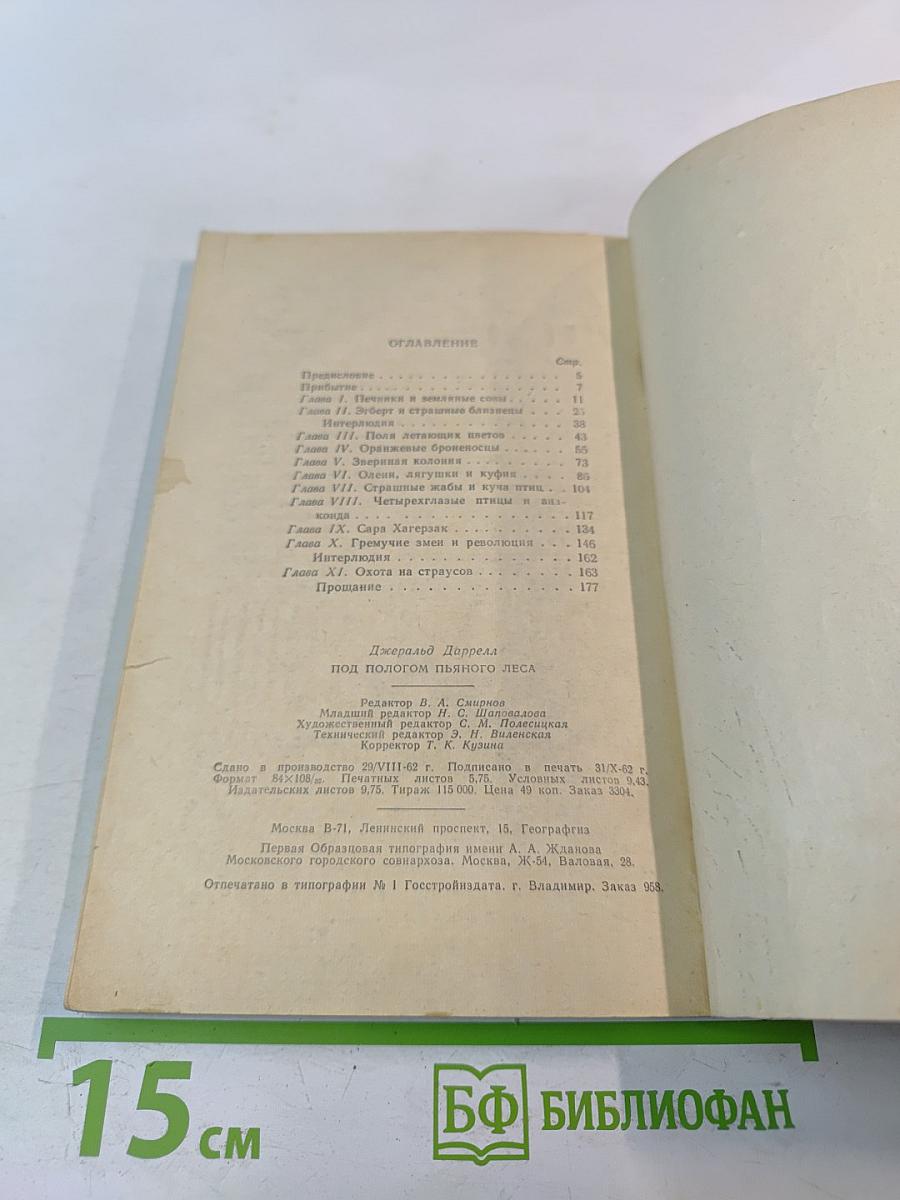 ОГЛАВЛЕНИЕ
Стр.
Предисловие . . . . . . . . . . . . . . . . 5
Прибытие . . . . . . . . . . . . . . . . . 7
Глава I. Печники и земляные совы . . . . . 11
Глава II. Эгберт и страшные близнецы . . . 25
Интерлюдия . . . . . . . . . . . . . . 38
Глава III. Поля летающих цветов . . . . . 43
Глава IV. Оранжевые броненосцы . . . . . . 55
Глава V. Звериная колония . . . . . . . . . 73
Глава VI. Олени, лягушки и куфия . . . . . 86
Глава VII. Страшные жабы и куча птиц . . 104
Глава VIII. Четырехглазые птицы и ана-
конда . . . . . . . . . . . . . . . . 117
Глава IX. Сара Хагерзак . . . . . . . . . . 134
Глава X. Гремучие змеи и революция . . . 146
Интерлюдия . . . . . . . . . . . . . . 162
Глава XI. Охота на страусов . . . . . . . . 163
Прощание . . . . . . . . . . . . . . . 177
Джеральд Даррелл
ПОД ПОЛОГОМ ПЬЯНОГО ЛЕСА
Редактор В. А. Смирнов
Младший редактор Н. С. Шаповалова
Художественный редактор С. М. Полесицкая
Технический редактор Э. Н. Виленская
Корректор Т. К. Кузина
Сдано в производство 29/VIII-62 г. Подписано в печать 31/X-62 г.
Формат 84×108/32. Печатных листов 5,75. Условных листов 9,43.
Издательских листов 9,75. Тираж 115 000. Цена 49 коп. Заказ 3304.
Москва В-71, Ленинский проспект, 15, Географгиз
Первая Образцовая типография имени А. А. Жданова
Московского городского совнархоза. Москва, Ж-54, Валовая, 28.
Отпечатано в типографии № 1 Госстройиздата, г. Владимир. Заказ 958.
15 см
БФ БИБЛИОФАН